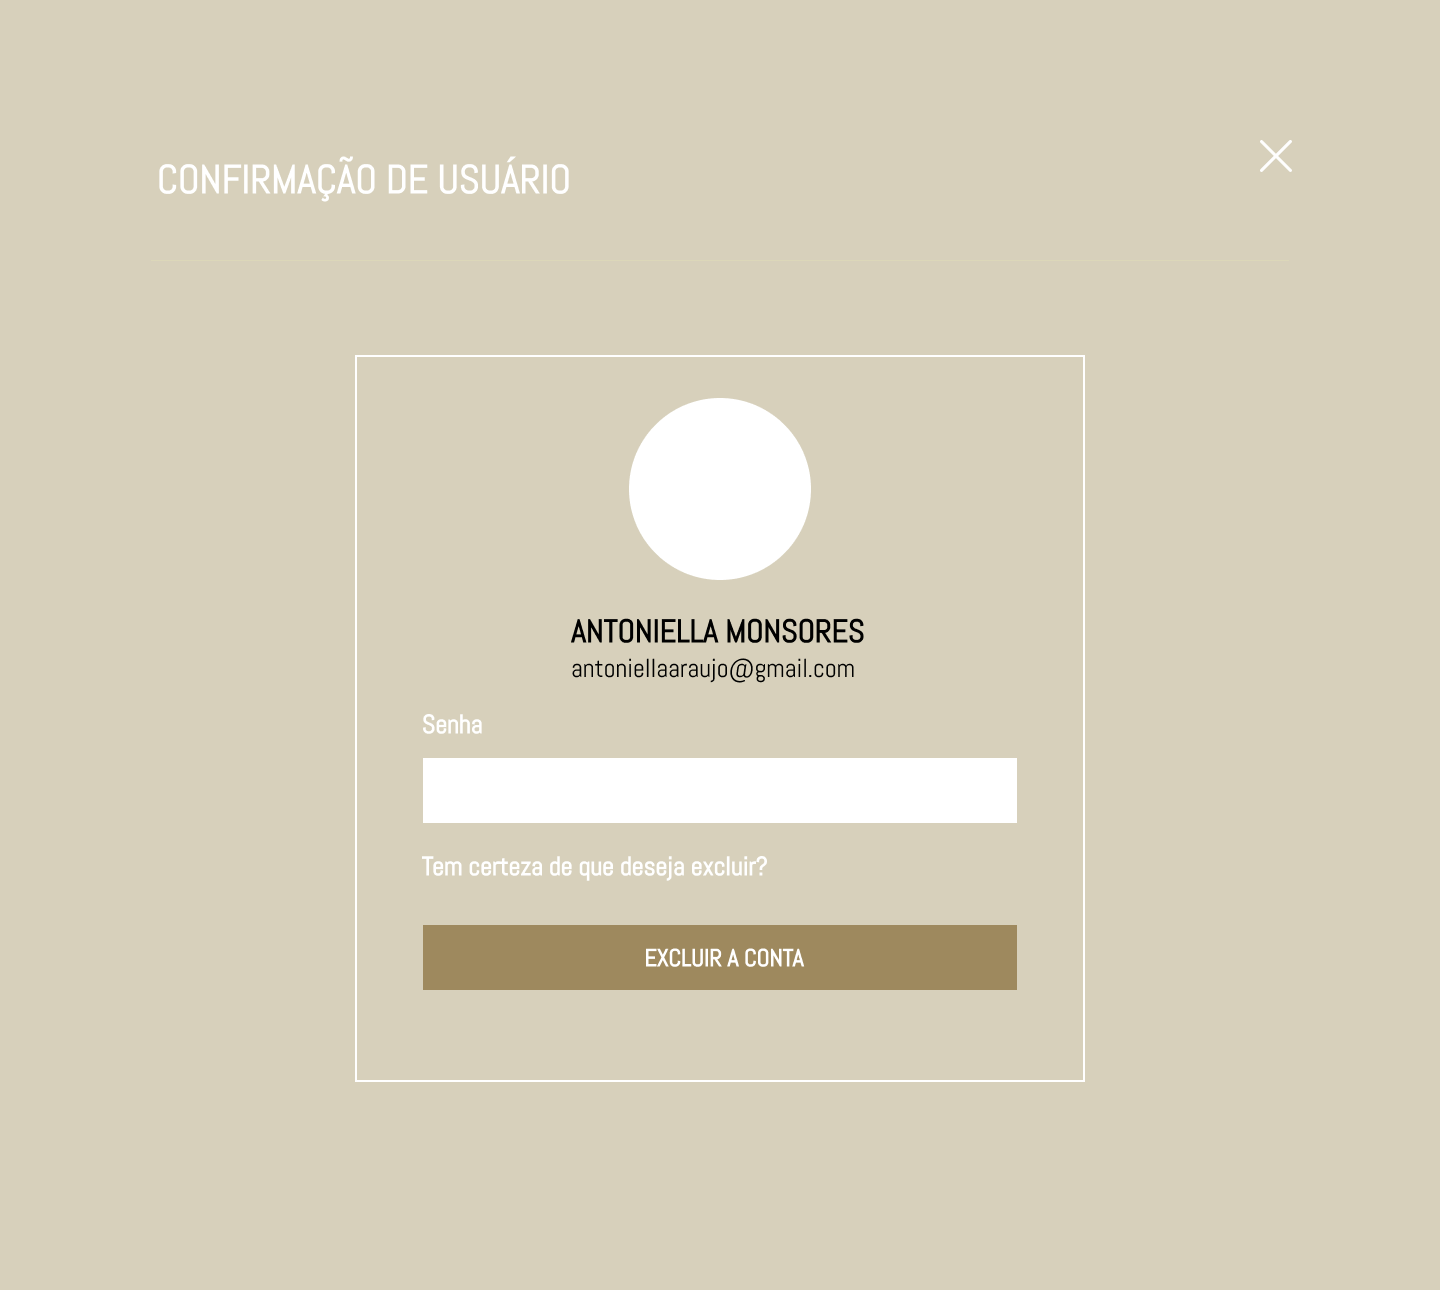 CONFIRMAÇÃO DE USUÁRIO
ANTONIELLA MONSORES
antoniellaaraujo@gmail.com
Senha
Tem certeza de que deseja excluir?
EXCLUIR A CONTA